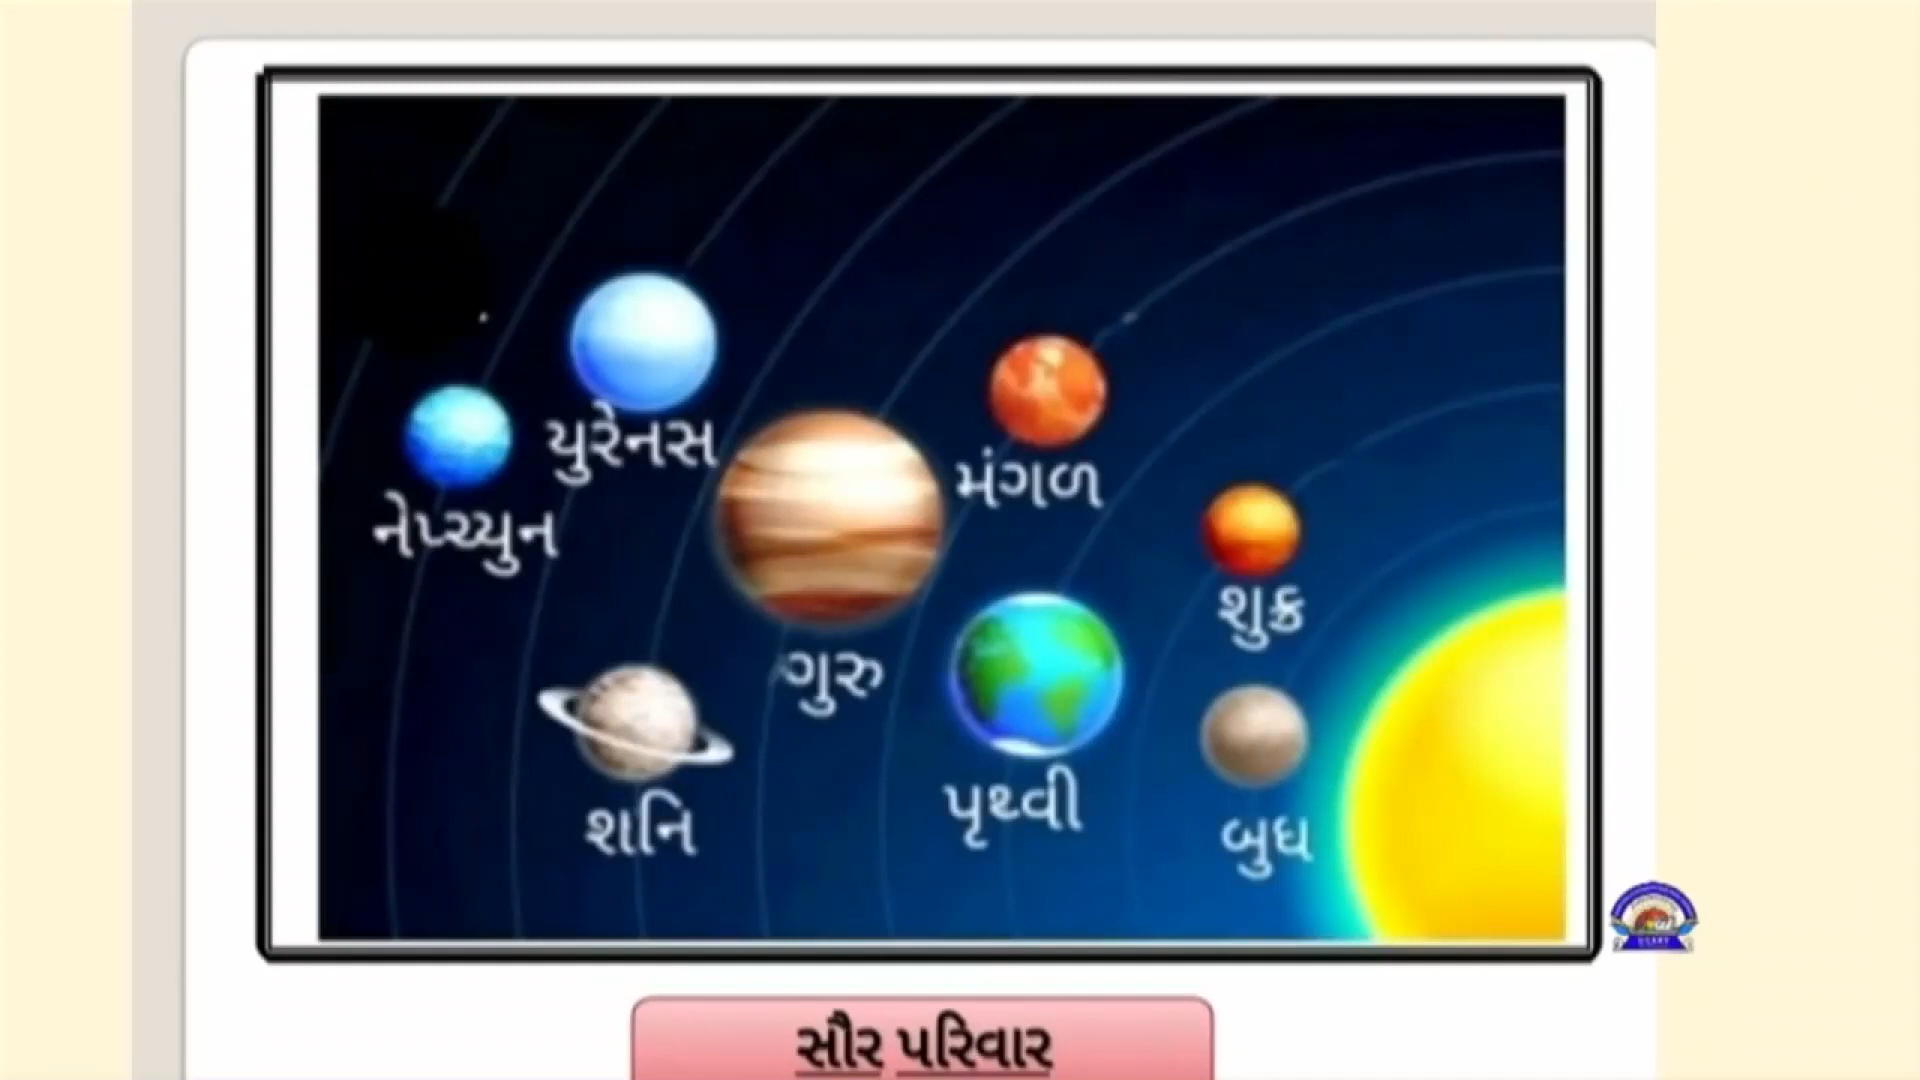 યુરેનસ
નેપ્ચ્યુન
મંગળ
શુક્ર
ગુરુ
શનિ
પૃથ્વી
બુધ
સૌર પરિવાર